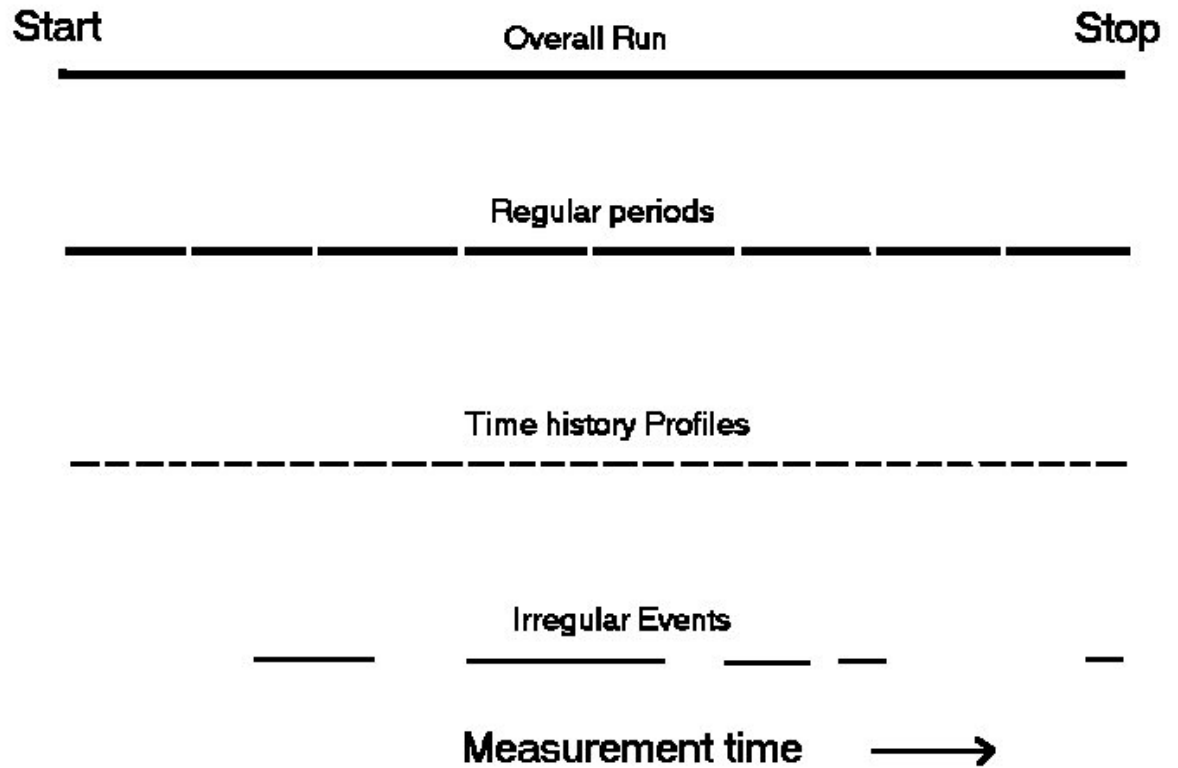 Start
Overall Run
Stop
Regular periods
Time history Profiles
Irregular Events
Measurement time